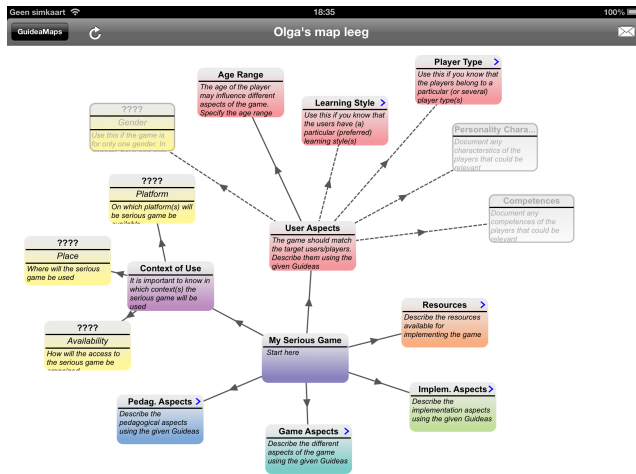 Geen simkaart 18:35 100%
GuideaMaps
Olga's map leeg
Player Type >
Use this if you know that
the players belong to a
particular (or several)
player type(s)
Age Range
The age of the player
may influence different
aspects of the game.
Specify the age range
Learning Style >
Use this if you know that
the users have (a)
particular (preferred)
learning style(s)
????
Gender
Use this if the game is
for only one gender. In
Personality Chara...
Document any
characterstics of the
players that could be
relevant
????
Platform
On which platform(s) will
be serious game be
Competences
Document any
competences of the
players that could be
relevant
User Aspects
The game should match
the target users/players.
Describe them using the
given Guideas
????
Place
Where will the serious
game be used
Context of Use
It is important to know in
which context(s) the
serious game will be
used
????
Availability
How will the access to
the serious game be
Resources >
Describe the resources
available for
implementing the game
My Serious Game
Start here
Implem. Aspects >
Describe the
implementation aspects
using the given Guideas
Pedag. Aspects >
Describe the
pedagogical aspects
using the given Guideas
Game Aspects >
Describe the different
aspects of the game
using the given Guideas